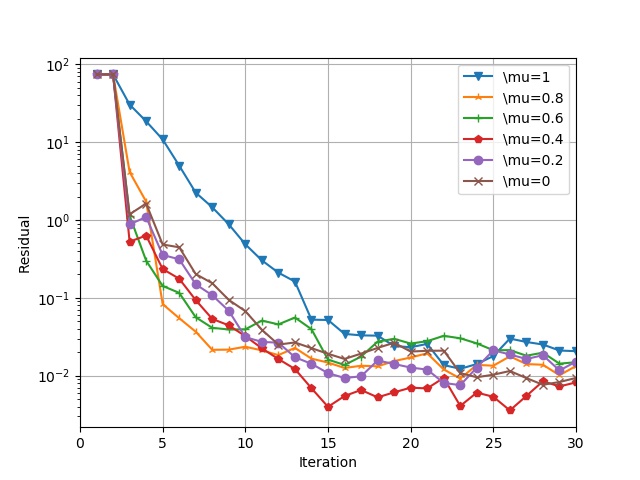 10²
10¹
10⁰
10⁻¹
10⁻²
Residual
0 5 10 15 20 25 30
Iteration
\mu=1
\mu=0.8
\mu=0.6
\mu=0.4
\mu=0.2
\mu=0